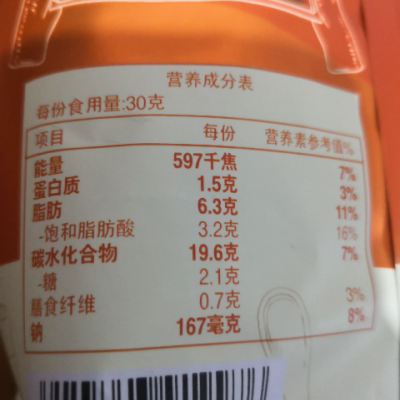 营养成分表
每份食用量:30克
项目 每份 营养素参考值%
能量 597千焦 7%
蛋白质 1.5克 3%
脂肪 6.3克 11%
-饱和脂肪酸 3.2克 16%
碳水化合物 19.6克 7%
-糖 2.1克
膳食纤维 0.7克 3%
钠 167毫克 8%